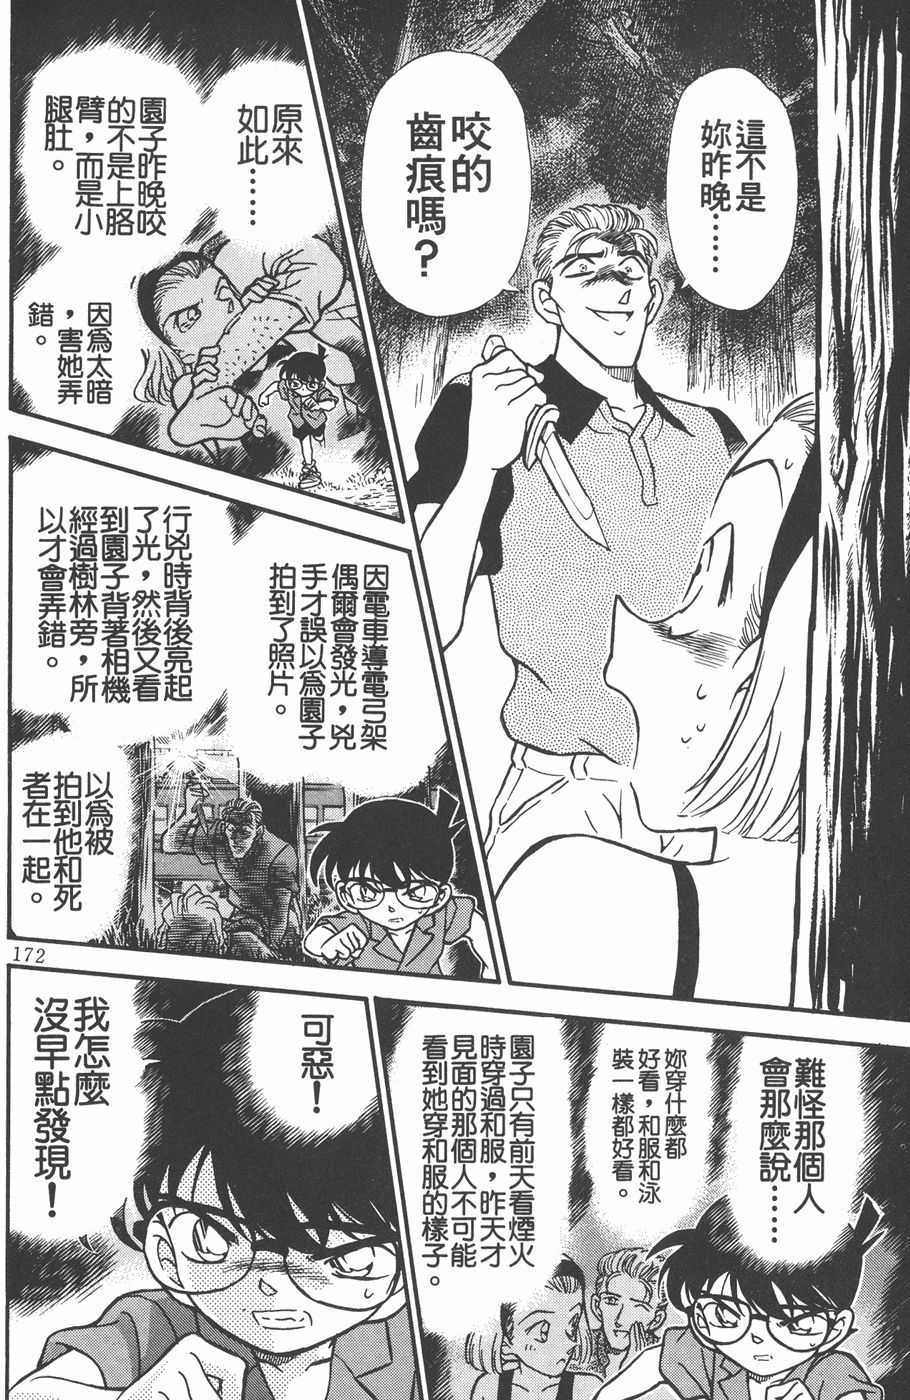 這不是
妳昨晚……
咬的
齒痕嗎？
原來
如此……
園子昨晚咬
的不是上胳
臂，而是小
腿肚。
因為太暗
，害她弄
錯。
因電車導電弓架
偶爾會發光，兇
手才誤以為園子
拍到了照片。
行兇時背後亮起
了光，然後又看
到園子背著相機
經過樹林旁，所
以才會弄錯。
以為被
拍到他和死
者在一起。
172
難怪那個人
會那麼說……
妳穿什麼都
好看，和服和泳
裝一樣都好看。
園子只有前天看煙火
時穿過和服，昨天才
見面的那個人不可能
看到她穿和服的樣子。
可惡！
我怎麼
沒早點發現！